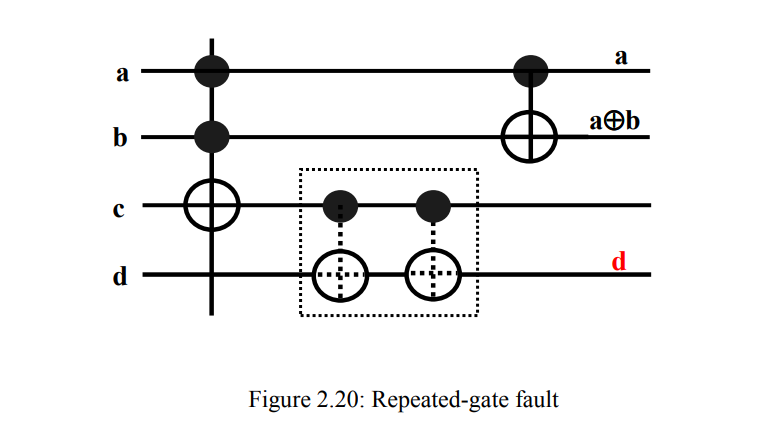 a a
b a⊕b
c
d d
Figure 2.20: Repeated-gate fault